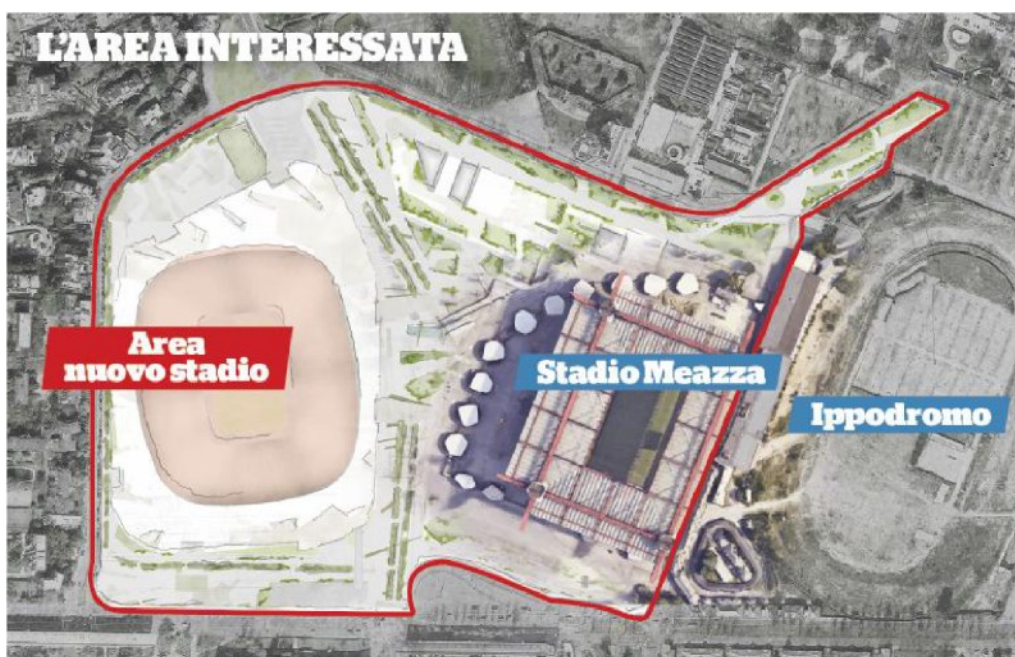 L'AREA INTERESSATA
Area
nuovo stadio
Stadio Meazza
Ippodromo